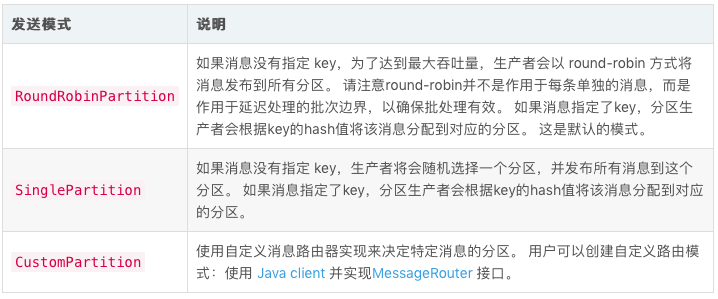 发送模式 说明
RoundRobinPartition
如果消息没有指定 key，为了达到最大吞吐量，生产者会以 round-robin 方式将
消息发布到所有分区。 请注意round-robin并不是作用于每条单独的消息，而是
作用于延迟处理的批次边界，以确保批处理有效。 如果消息指定了key，分区生
产者会根据key的hash值将该消息分配到对应的分区。 这是默认的模式。
SinglePartition
如果消息没有指定 key，生产者将会随机选择一个分区，并发布所有消息到这个
分区。 如果消息指定了key，分区生产者会根据key的hash值将该消息分配到对应
的分区。
CustomPartition
使用自定义消息路由器实现来决定特定消息的分区。 用户可以创建自定义路由模
式：使用 Java client 并实现MessageRouter 接口。